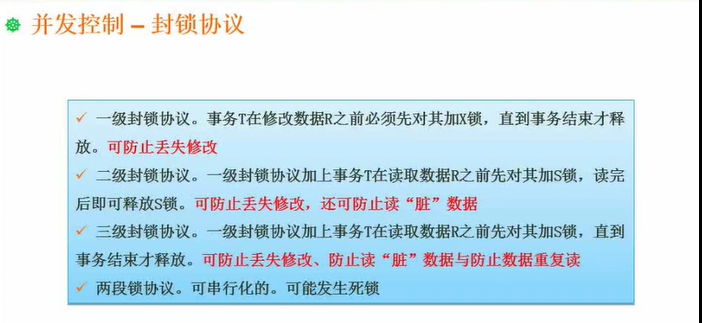 并发控制 – 封锁协议
✓ 一级封锁协议。事务T在修改数据R之前必须先对其加X锁，直到事务结束才释
放。可防止丢失修改
✓ 二级封锁协议。一级封锁协议加上事务T在读取数据R之前先对其加S锁，读完
后即可释放S锁。可防止丢失修改，还可防止读“脏”数据
✓ 三级封锁协议。一级封锁协议加上事务T在读取数据R之前先对其加S锁，直到
事务结束才释放。可防止丢失修改、防止读“脏”数据与防止数据重复读
✓ 两段锁协议。可串行化的。可能发生死锁